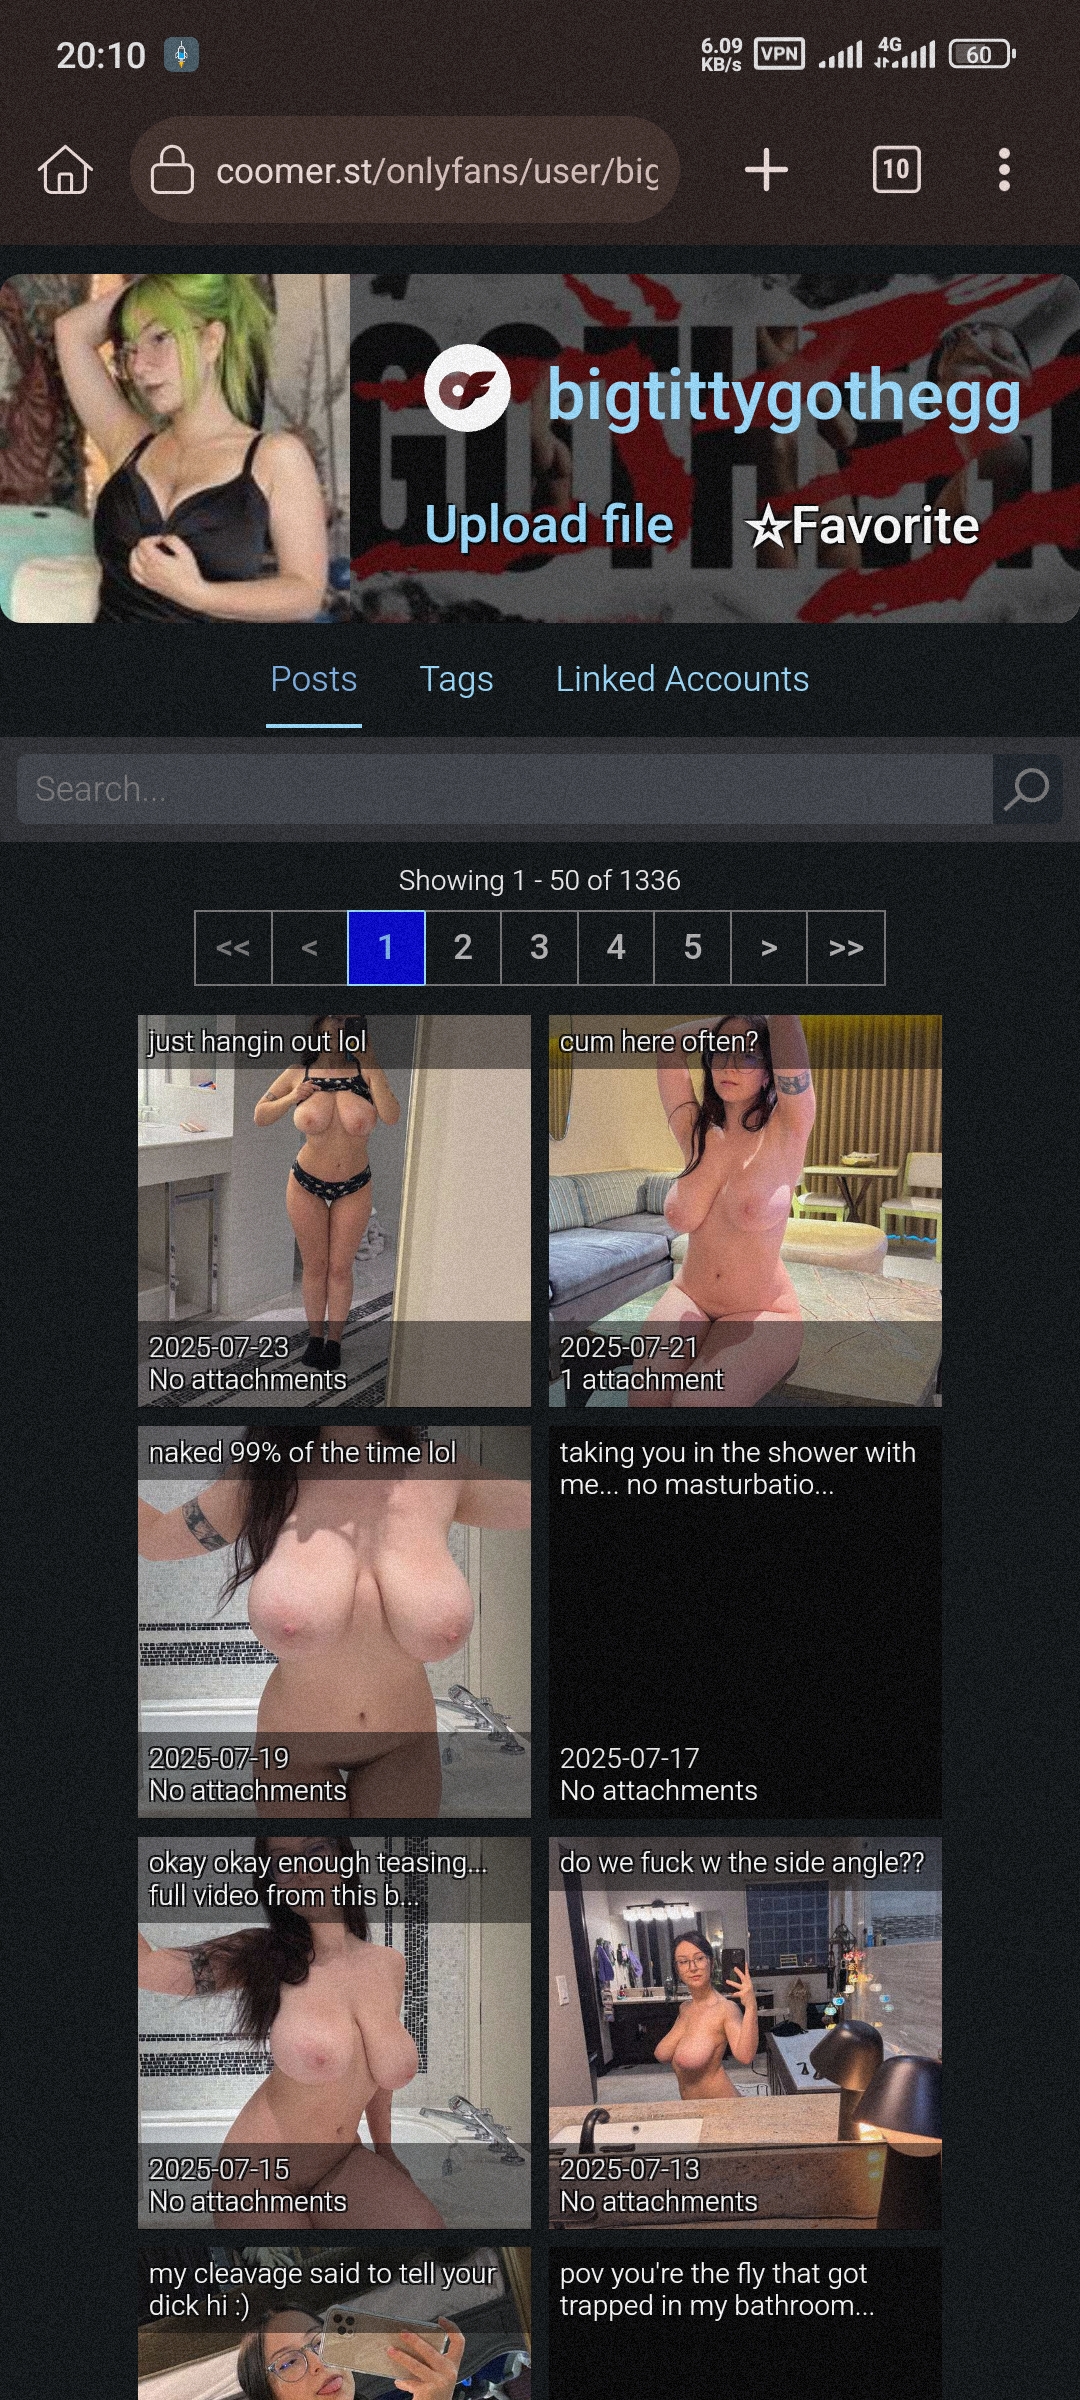 20:10
6.09
KB/s
VPN
4G
60
coomer.st/onlyfans/user/big
10
GOTHEGG
bigtittygothegg
Upload file
☆Favorite
Posts
Tags
Linked Accounts
Search...
Showing 1 - 50 of 1336
<< < 1 2 3 4 5 > >>
just hangin out lol
2025-07-23
No attachments
cum here often?
2025-07-21
1 attachment
naked 99% of the time lol
2025-07-19
No attachments
taking you in the shower with
me... no masturbatio...
2025-07-17
No attachments
okay okay enough teasing...
full video from this b...
2025-07-15
No attachments
do we fuck w the side angle??
2025-07-13
No attachments
my cleavage said to tell your
dick hi :)
pov you're the fly that got
trapped in my bathroom...